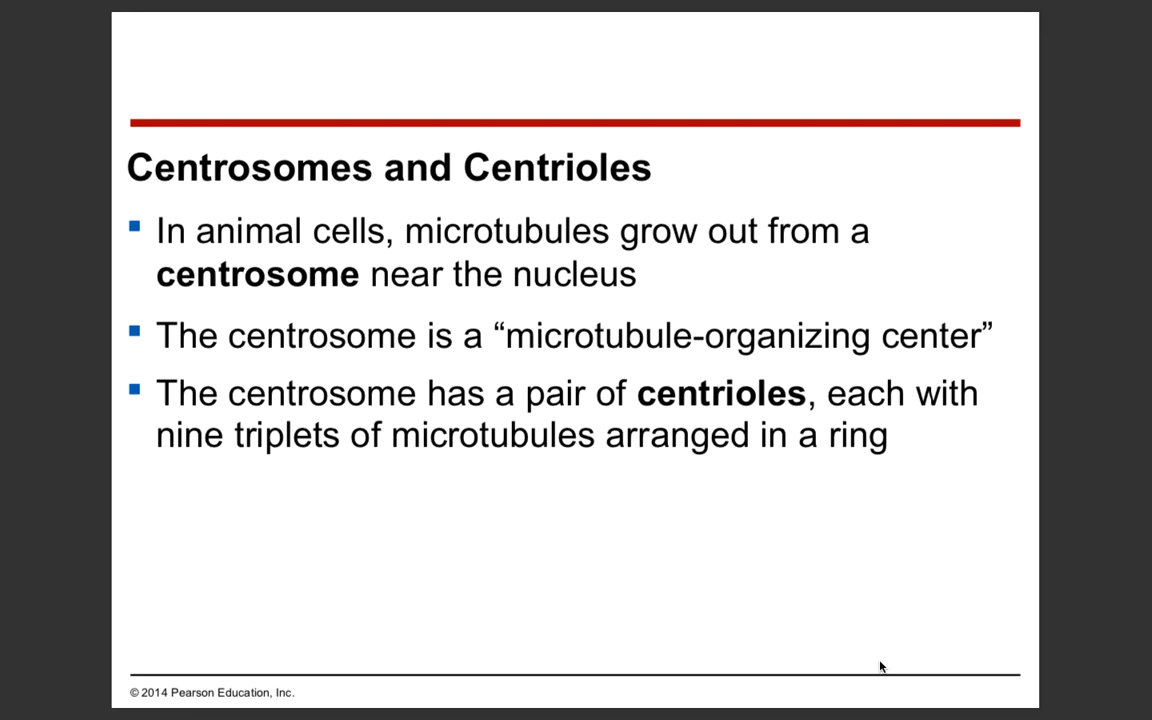 Centrosomes and Centrioles
In animal cells, microtubules grow out from a
centrosome near the nucleus
The centrosome is a “microtubule-organizing center”
The centrosome has a pair of centrioles, each with
nine triplets of microtubules arranged in a ring
© 2014 Pearson Education, Inc.